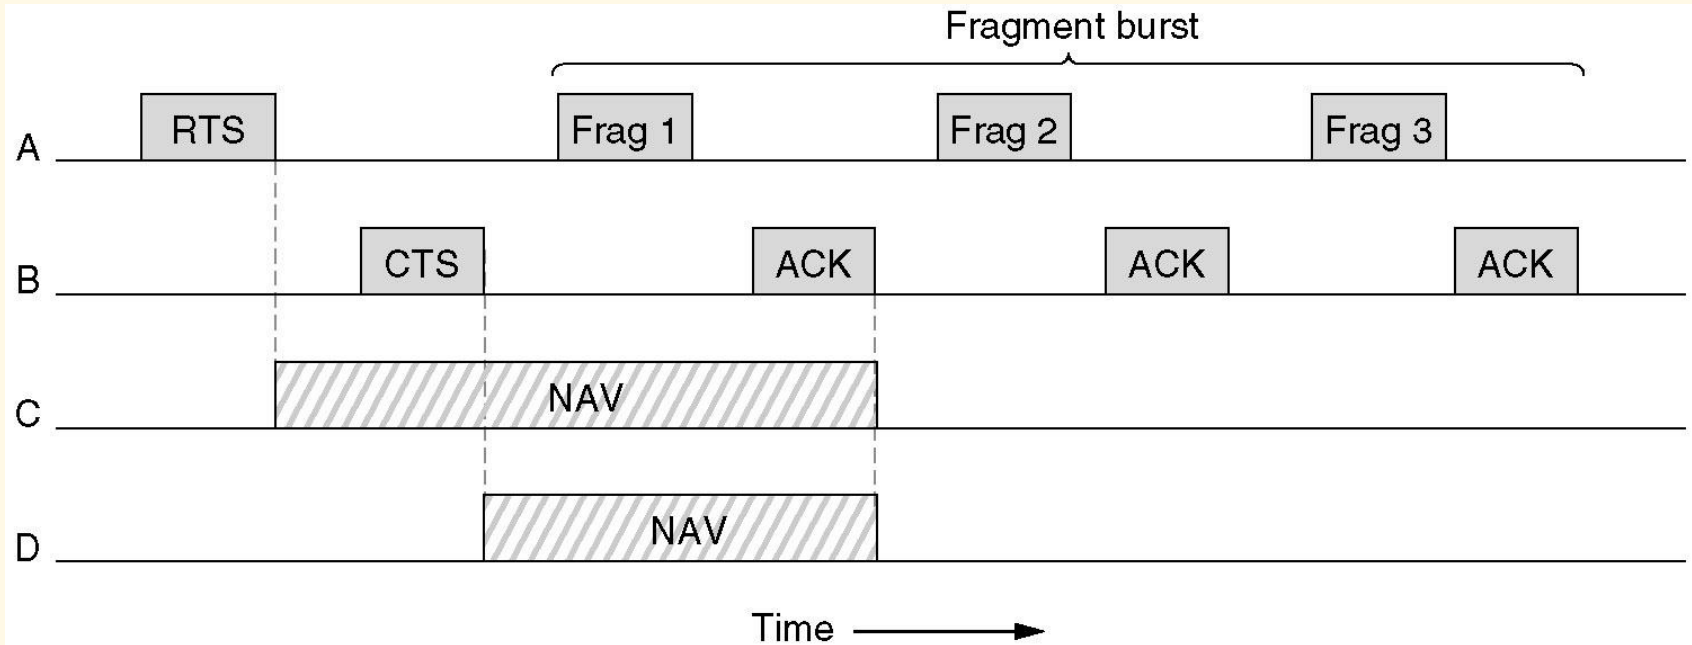 Fragment burst
A RTS Frag 1 Frag 2 Frag 3
B CTS ACK ACK ACK
C NAV
D NAV
Time